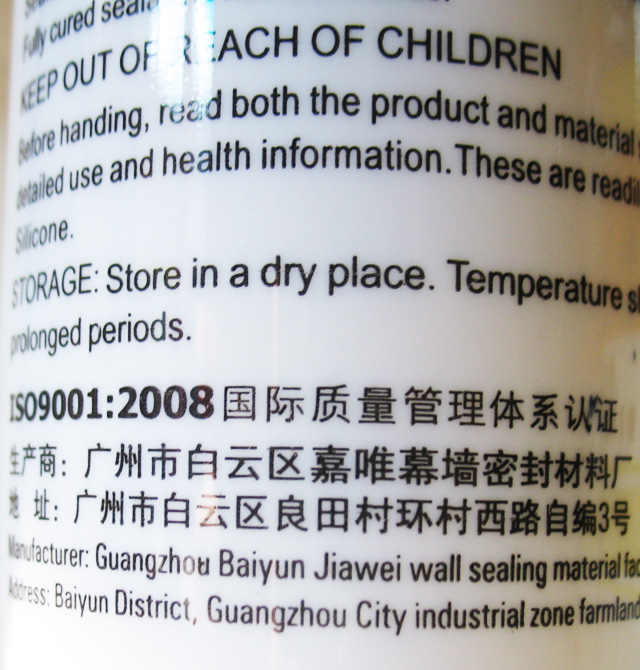 Fully cured
KEEP OUT OF REACH OF CHILDREN
Before handing, read both the product and material
detailed use and health information. These are
Silicone.
STORAGE: Store in a dry place. Temperature
prolonged periods.
ISO9001:2008国际质量管理体系认证
生产商：广州市白云区嘉唯幕墙密封材料厂
地 址：广州市白云区良田村环村西路自编3号
Manufacturer: Guangzhou Baiyun Jiawei wall sealing material
Address: Baiyun District, Guangzhou City industrial zone farmland